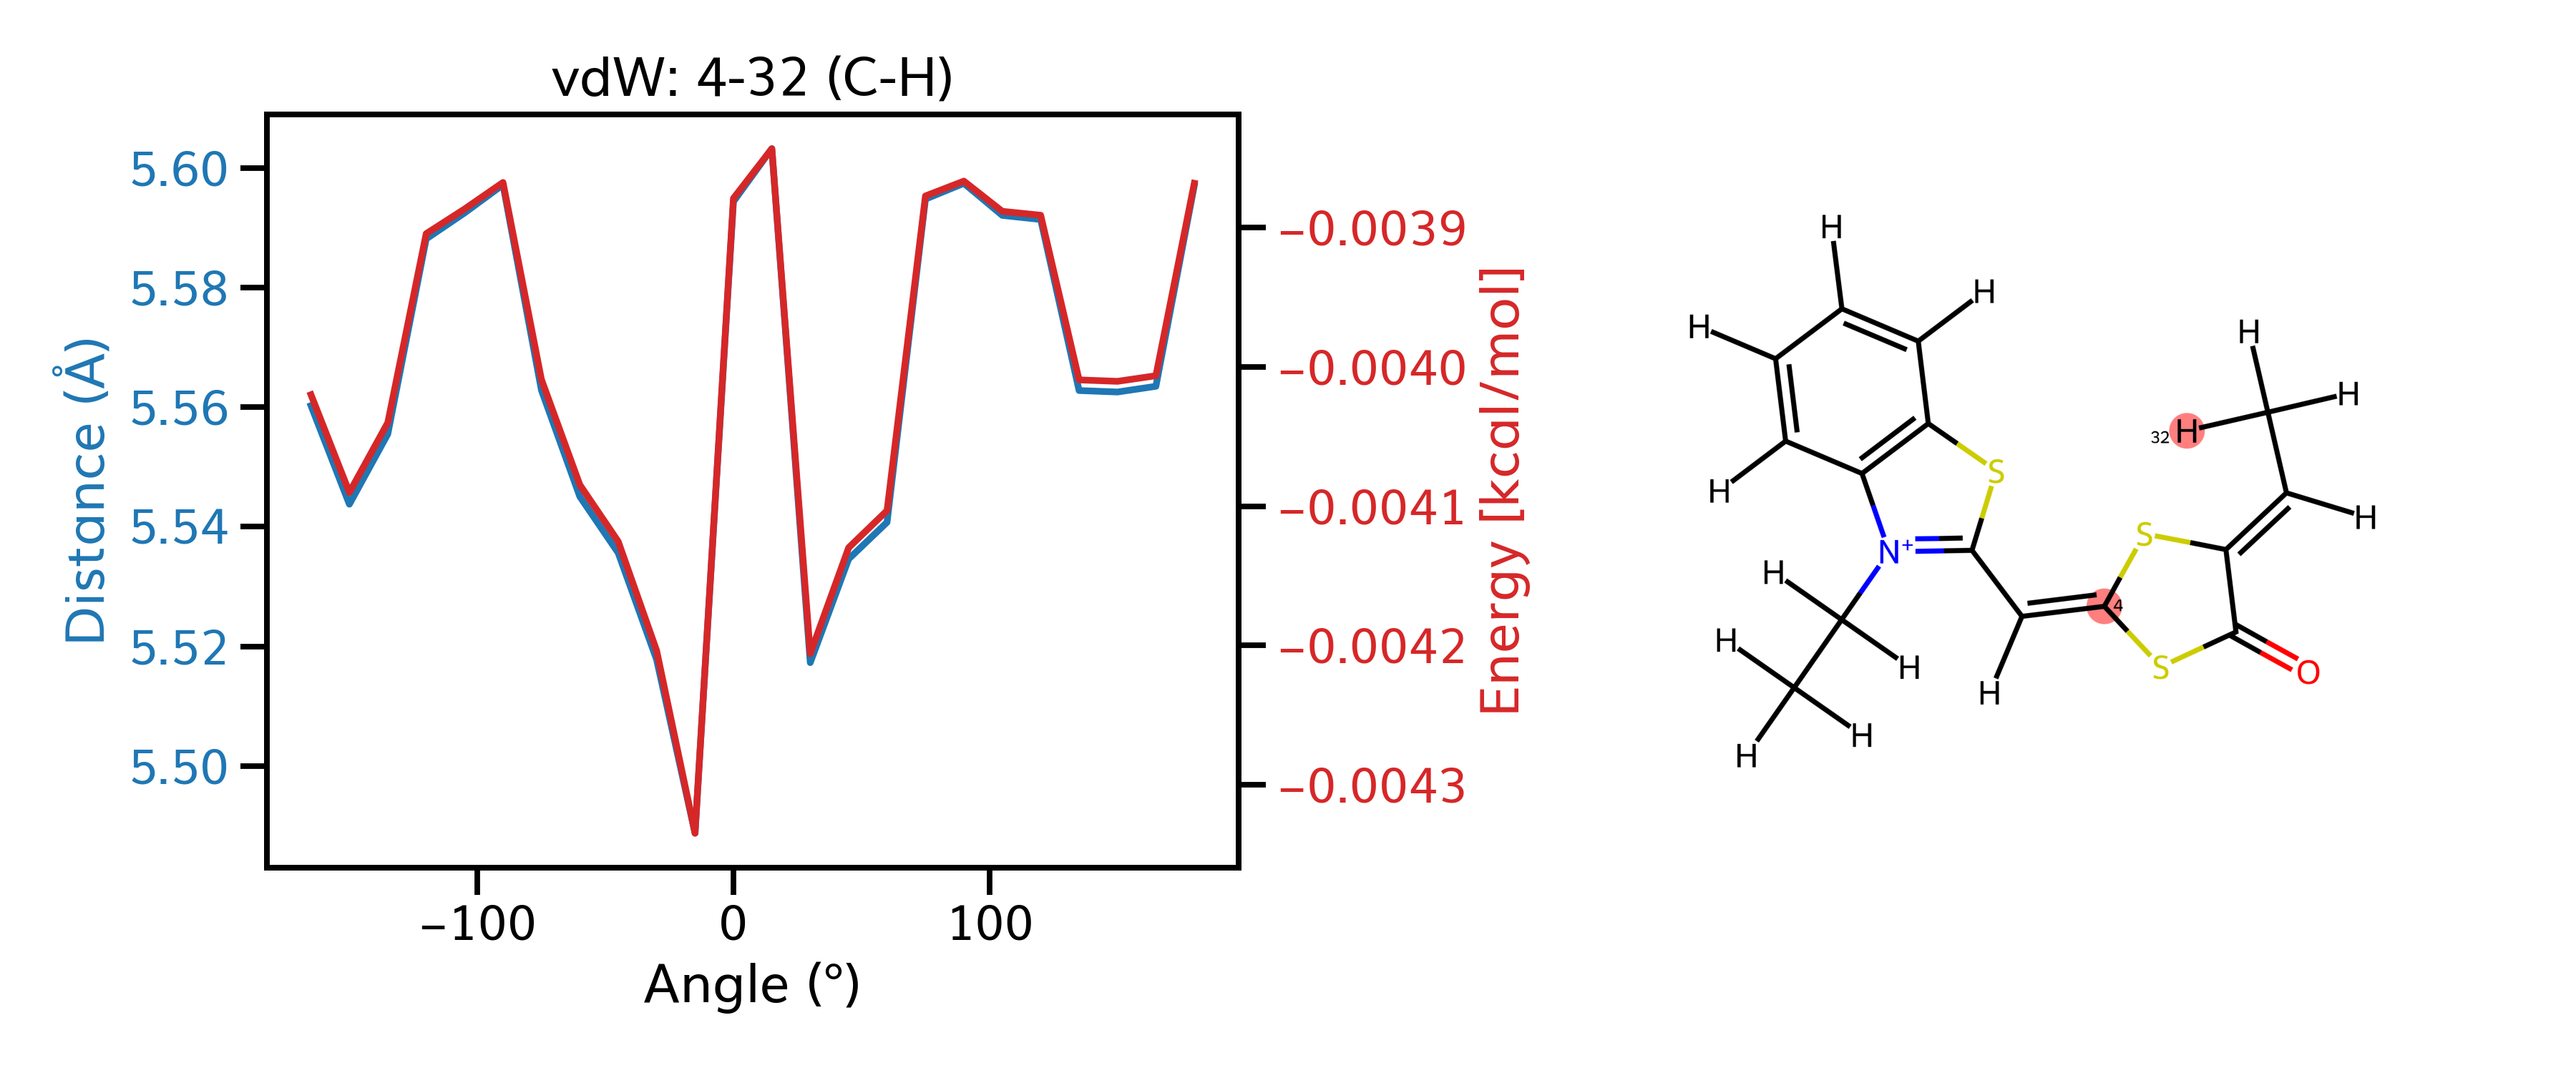 vdW: 4-32 (C-H)
5.60
5.58
5.56
5.54
5.52
5.50
Distance (Å)
−0.0039
−0.0040
−0.0041
−0.0042
−0.0043
Energy [kcal/mol]
−100
0
100
Angle (°)
H
H
H
H
H
H
32 H
S
H
S
N+
H
4
H
H
S
O
H
H
H